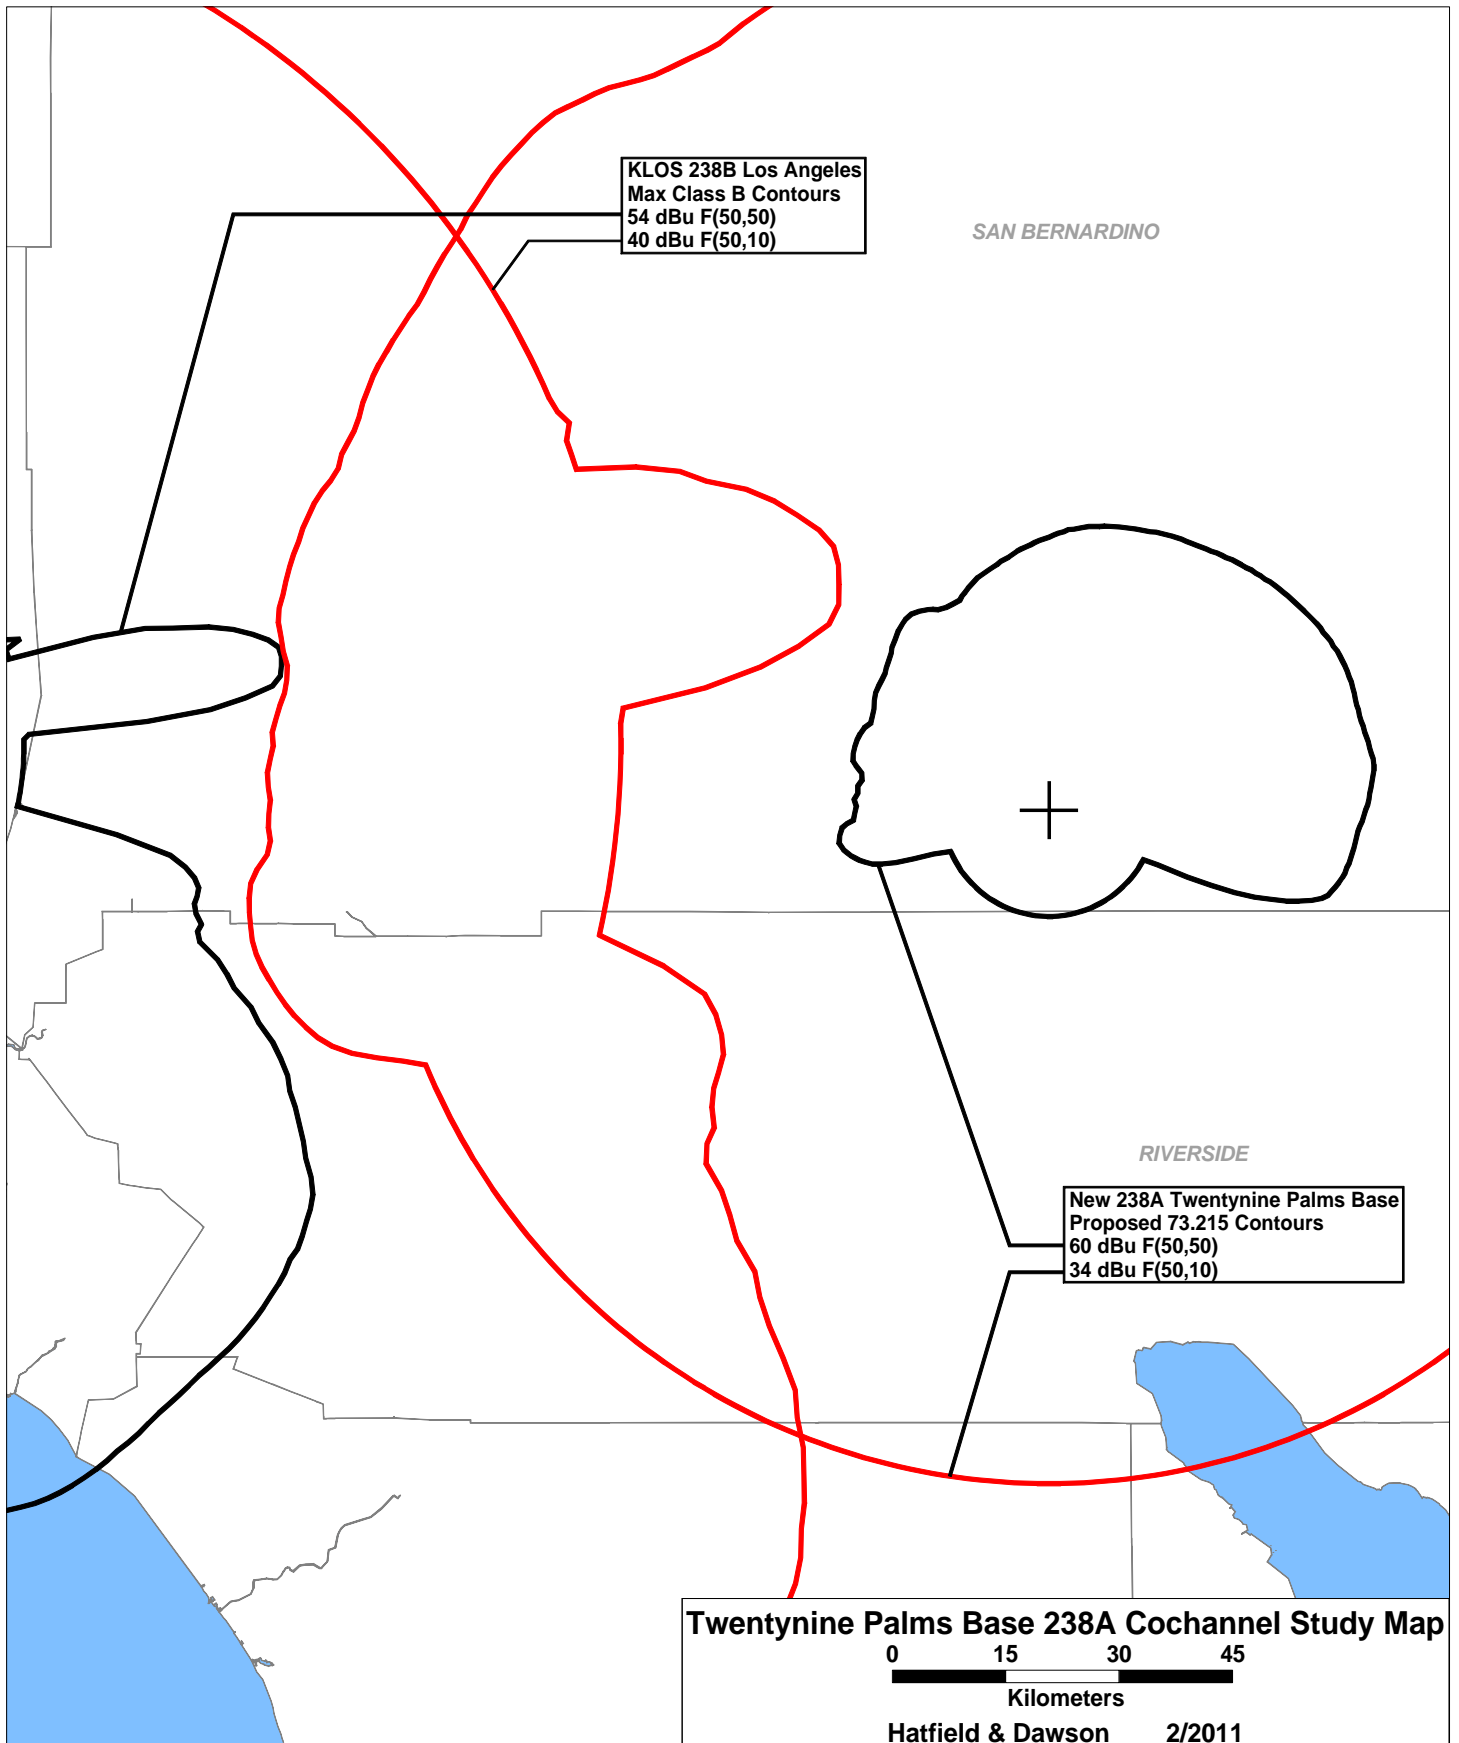 KLOS 238B Los Angeles
Max Class B Contours
54 dBu F(50,50)
40 dBu F(50,10)
SAN BERNARDINO
RIVERSIDE
New 238A Twentynine Palms Base
Proposed 73.215 Contours
60 dBu F(50,50)
34 dBu F(50,10)
Twentynine Palms Base 238A Cochannel Study Map
0 15 30 45
Kilometers
Hatfield & Dawson 2/2011